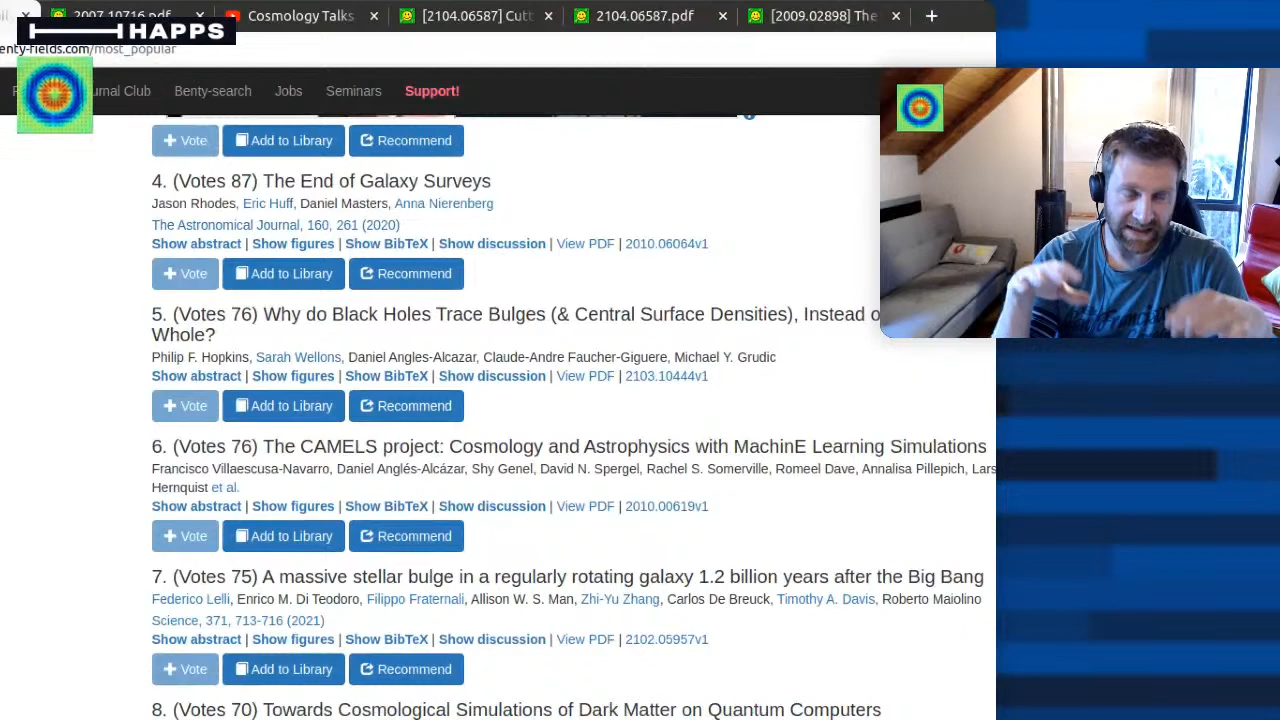 2007.10716.pdf
Cosmology Talks
[2104.06587] Cutt
2104.06587.pdf
[2009.02898] The
HAPPS
enty-fields.com/most_popular
urnal Club
Benty-search
Jobs
Seminars
Support!
Vote
Add to Library
Recommend
4. (Votes 87) The End of Galaxy Surveys
Jason Rhodes, Eric Huff, Daniel Masters, Anna Nierenberg
The Astronomical Journal, 160, 261 (2020)
Show abstract | Show figures | Show BibTeX | Show discussion | View PDF | 2010.06064v1
Vote
Add to Library
Recommend
5. (Votes 76) Why do Black Holes Trace Bulges (& Central Surface Densities), Instead o
Whole?
Philip F. Hopkins, Sarah Wellons, Daniel Angles-Alcazar, Claude-Andre Faucher-Giguere, Michael Y. Grudic
Show abstract | Show figures | Show BibTeX | Show discussion | View PDF | 2103.10444v1
Vote
Add to Library
Recommend
6. (Votes 76) The CAMELS project: Cosmology and Astrophysics with MachinE Learning Simulations
Francisco Villaescusa-Navarro, Daniel Anglés-Alcázar, Shy Genel, David N. Spergel, Rachel S. Somerville, Romeel Dave, Annalisa Pillepich, Lars
Hernquist et al.
Show abstract | Show figures | Show BibTeX | Show discussion | View PDF | 2010.00619v1
Vote
Add to Library
Recommend
7. (Votes 75) A massive stellar bulge in a regularly rotating galaxy 1.2 billion years after the Big Bang
Federico Lelli, Enrico M. Di Teodoro, Filippo Fraternali, Allison W. S. Man, Zhi-Yu Zhang, Carlos De Breuck, Timothy A. Davis, Roberto Maiolino
Science, 371, 713-716 (2021)
Show abstract | Show figures | Show BibTeX | Show discussion | View PDF | 2102.05957v1
Vote
Add to Library
Recommend
8. (Votes 70) Towards Cosmological Simulations of Dark Matter on Quantum Computers